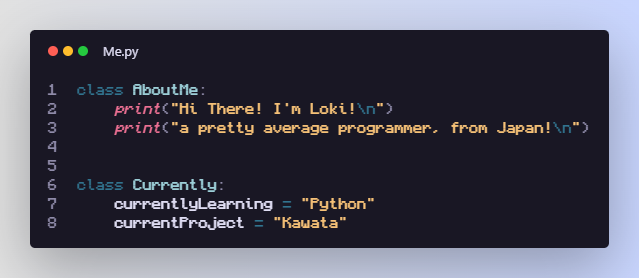 Me.py
1 class AboutMe:
2     print("Hi There! I'm Loki!\n")
3     print("a pretty average programmer, from Japan!\n")
4
5
6 class Currently:
7     currentlyLearning = "Python"
8     currentProject = "Kawata"